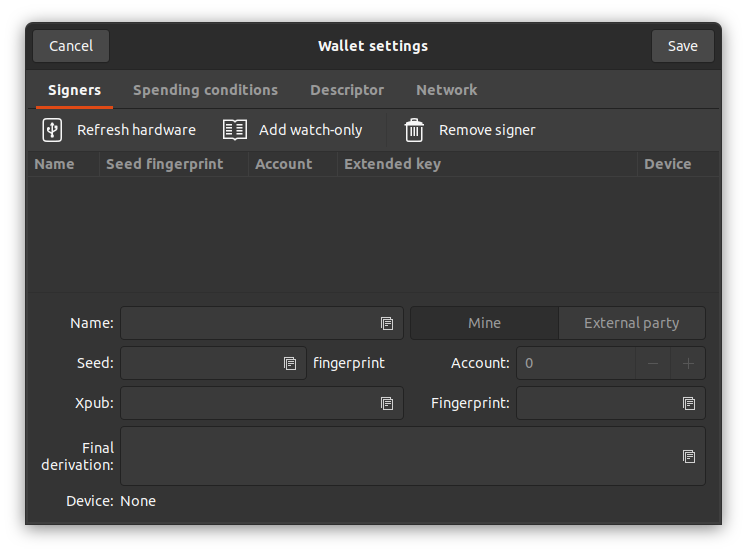 Cancel Wallet settings Save
Signers Spending conditions Descriptor Network
Refresh hardware Add watch-only Remove signer
Name Seed fingerprint Account Extended key Device
Name: Mine External party
Seed: fingerprint Account: 0 − +
Xpub: Fingerprint:
Final
derivation:
Device: None